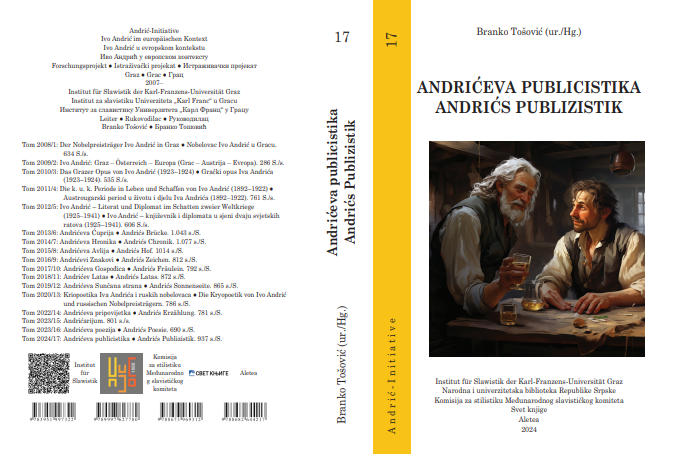 Andrić-Initiative
Ivo Andrić im europäischen Kontext
Ivo Andrić u evropskom kontekstu
Иво Андрић у европском контексту
Forschungsprojekt ● Istraživački projekat ● Истраживачки пројекат
Graz ● Grac ● Грац
2007–
Institut für Slawistik der Karl-Franzens-Universität Graz
Institut za slavistiku Univerziteta „Karl Franc“ u Gracu
Институт за славистику Универзитета „Карл Франц“ у Грацу
Leiter ● Rukovodilac ● Руководилац
Branko Tošović ● Бранко Тошовић
Tom 2008/1: Der Nobelpreisträger Ivo Andrić in Graz ● Nobelovac Ivo Andrić u Gracu.
634 S./s.
Tom 2009/2: Ivo Andrić: Graz – Österreich – Europa (Grac – Austrija – Evropa). 286 S./s.
Tom 2010/3: Das Grazer Opus von Ivo Andrić (1923–1924) ● Grački opus Ivo Andrića
(1923–1924). 535 S./s.
Tom 2011/4: Die k. u. k. Periode in Leben und Schaffen von Ivo Andrić (1892–1922) ●
Austrougarski period u životu i djelu Ivo Andrića (1892–1922). 761 S./s.
Tom 2012/5: Ivo Andrić – Literat und Diplomat im Schatten zweier Weltkriege
(1925–1941) ● Ivo Andrić – književnik i diplomata u sjeni dvaju svjetskih
ratova (1925–1941). 606 S./s.
Tom 2013/6: Andrićeva Ćuprija ● Andrićs Brücke. 1.043 s./S.
Tom 2014/7: Andrićeva Hronika ● Andrićs Chronik. 1.077 s./S.
Tom 2015/8: Andrićeva Avlija ● Andrićs Hof. 1014 s./S.
Tom 2016/9: Andrićevi Znakovi ● Andrićs Zeichen. 812 s./S.
Tom 2017/10: Andrićeva Gospođica ● Andrićs Fräulein. 792 s./S.
Tom 2018/11: Andrićev Latas ● Andrićs Latas. 872 s./S.
Tom 2019/12: Andrićeva Sunčana strana ● Andrićs Sonnenseite. 865 s./S.
Tom 2020/13: Kriopoetika Iva Andrića i ruskih nobelovaca ● Die Kryopoetik von Ivo Andrić
und russischen Nobelpreisträgern. 786 s./S.
Tom 2022/14: Andrićeva pripovijetka ● Andrićs Erzählung. 781 s./S.
Tom 2023/15: Andrićarijum. 801 s./s.
Tom 2023/16: Andrićeva poezija ● Andrićs Poesie. 690 s./S.
Tom 2024/17: Andrićeva publicistika ● Andrićs Publizistik. 937 s./S.
Institut
für
Slawistik
Komisija
za stilistiku
Međunarodno
g slavističkog
komiteta
СВЕТ КЊИГЕ
Aletea
17
Andrićeva publicistika
Andrićs Publizistik
Branko Tošović (ur./Hg.)
17
Andrić-Initiative
Branko Tošović (ur./Hg.)
ANDRIĆEVA PUBLICISTIKA
ANDRIĆS PUBLIZISTIK
Institut für Slawistik der Karl-Franzens-Universität Graz
Narodna i univerzitetska biblioteka Republike Srpske
Komisija za stilistiku Međunarodnog slavističkog komiteta
Svet knjige
Aletea
2024